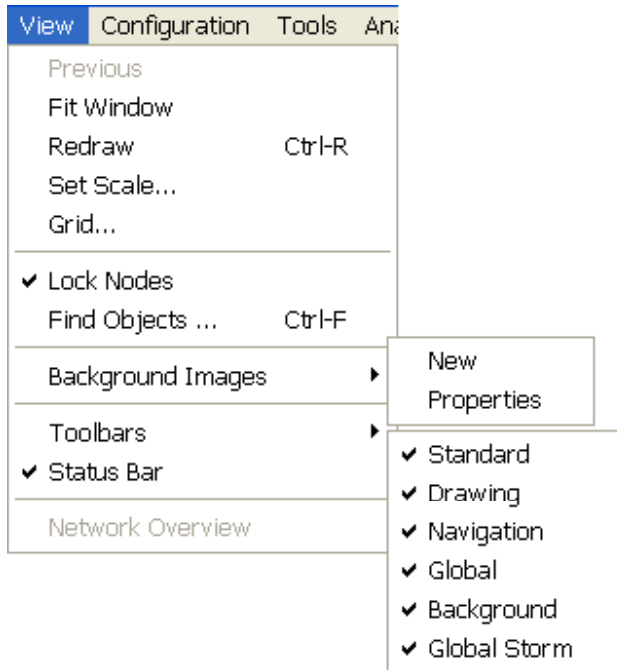 View Configuration Tools Ana
Previous
Fit Window
Redraw Ctrl-R
Set Scale...
Grid...
Lock Nodes
Find Objects ... Ctrl-F
Background Images
New
Properties
Toolbars
Status Bar
Network Overview
Standard
Drawing
Navigation
Global
Background
Global Storm